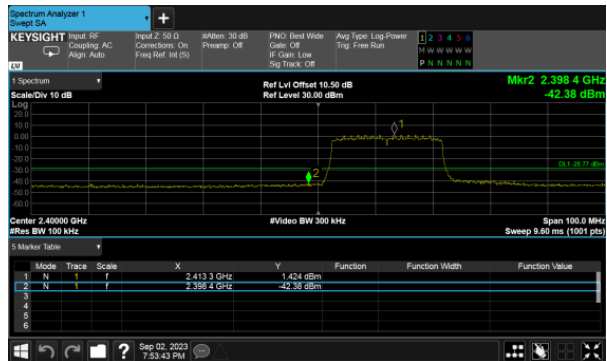 Spectrum Analyzer 1
Swept SA
+
KEYSIGHT Input: RF Input Z: 50 Ω #Atten: 30 dB PNO: Best Wide Avg Type: Log-Power 1 2 3 4 5 6
Coupling: AC Corrections: On Preamp: Off Gate: Off Trig: Free Run M W W W W W
Align: Auto Freq Ref: Int (S) IF Gain: Low P N N N N N
Sig Track: Off
LXI
1 Spectrum Ref Lvl Offset 10.50 dB Mkr2 2.398 4 GHz
Scale/Div 10 dB Ref Level 30.00 dBm -42.38 dBm
Log
20.0
10.0
1
0.00
-10.0
-20.0
DL1 -28.77 dBm
-30.0
2
-40.0
-50.0
-60.0
Center 2.40000 GHz #Video BW 300 kHz Span 100.0 MHz
#Res BW 100 kHz Sweep 9.60 ms (1001 pts)
5 Marker Table
Mode Trace Scale X Y Function Function Width Function Value
1 N 1 f 2.413 3 GHz 1.424 dBm
2 N 1 f 2.398 4 GHz -42.38 dBm
3
4
5
6
? Sep 02, 2023
7:53:43 PM